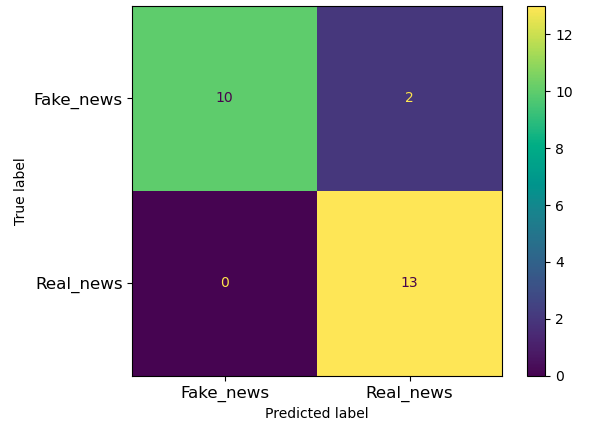 12
10
8
6
4
2
0
True label
Fake_news
10
2
Real_news
0
13
Fake_news
Real_news
Predicted label